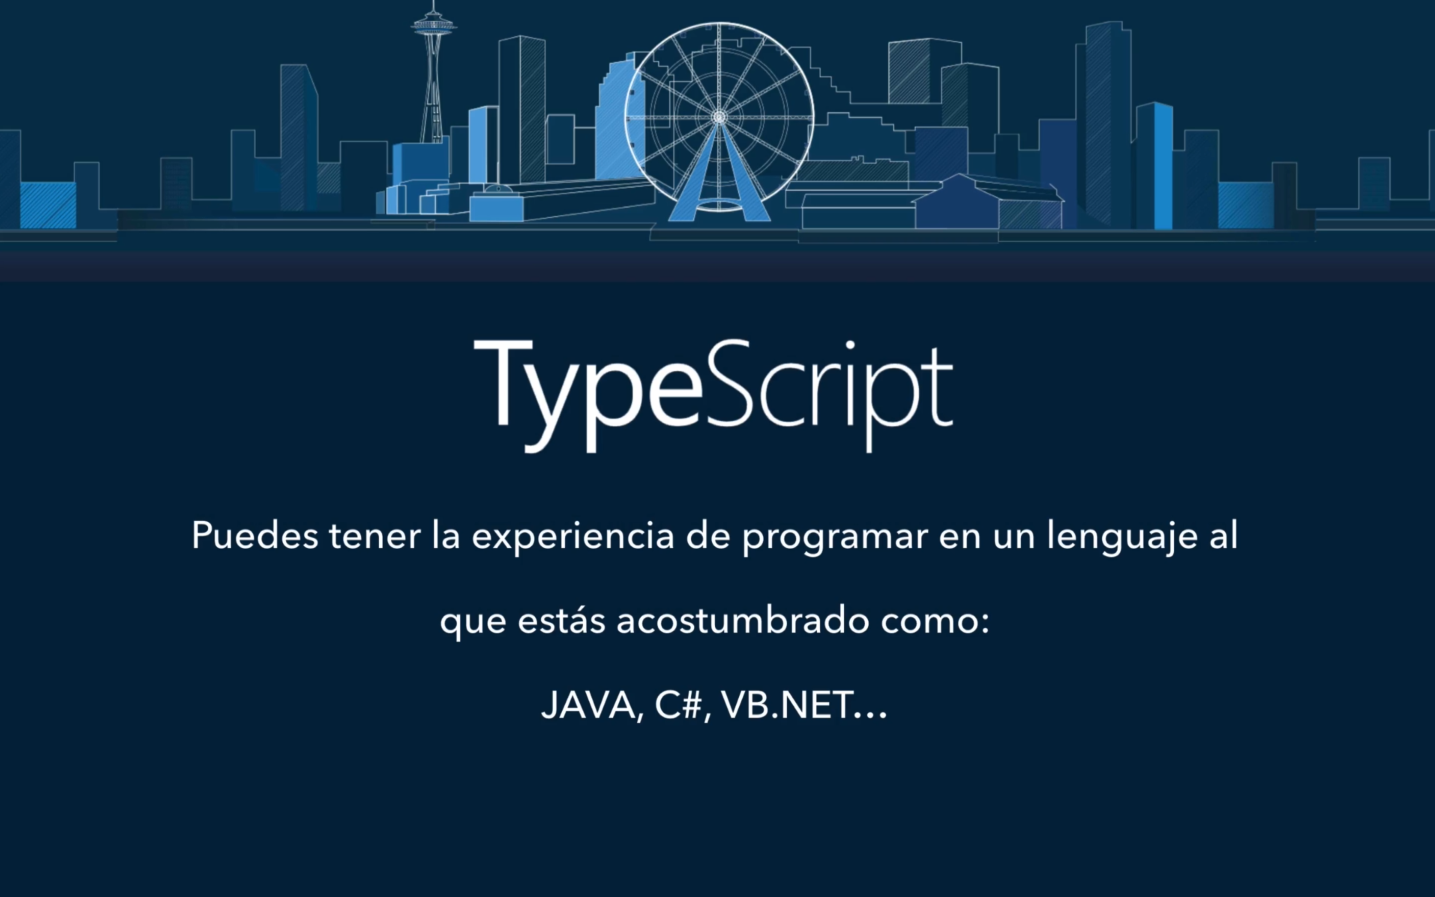 TypeScript
Puedes tener la experiencia de programar en un lenguaje al
que estás acostumbrado como:
JAVA, C#, VB.NET...